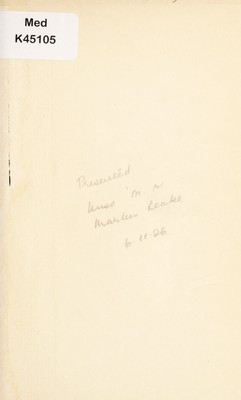 Med
K45105
Presented
Miss M. 
Martin Leake
6.11.26